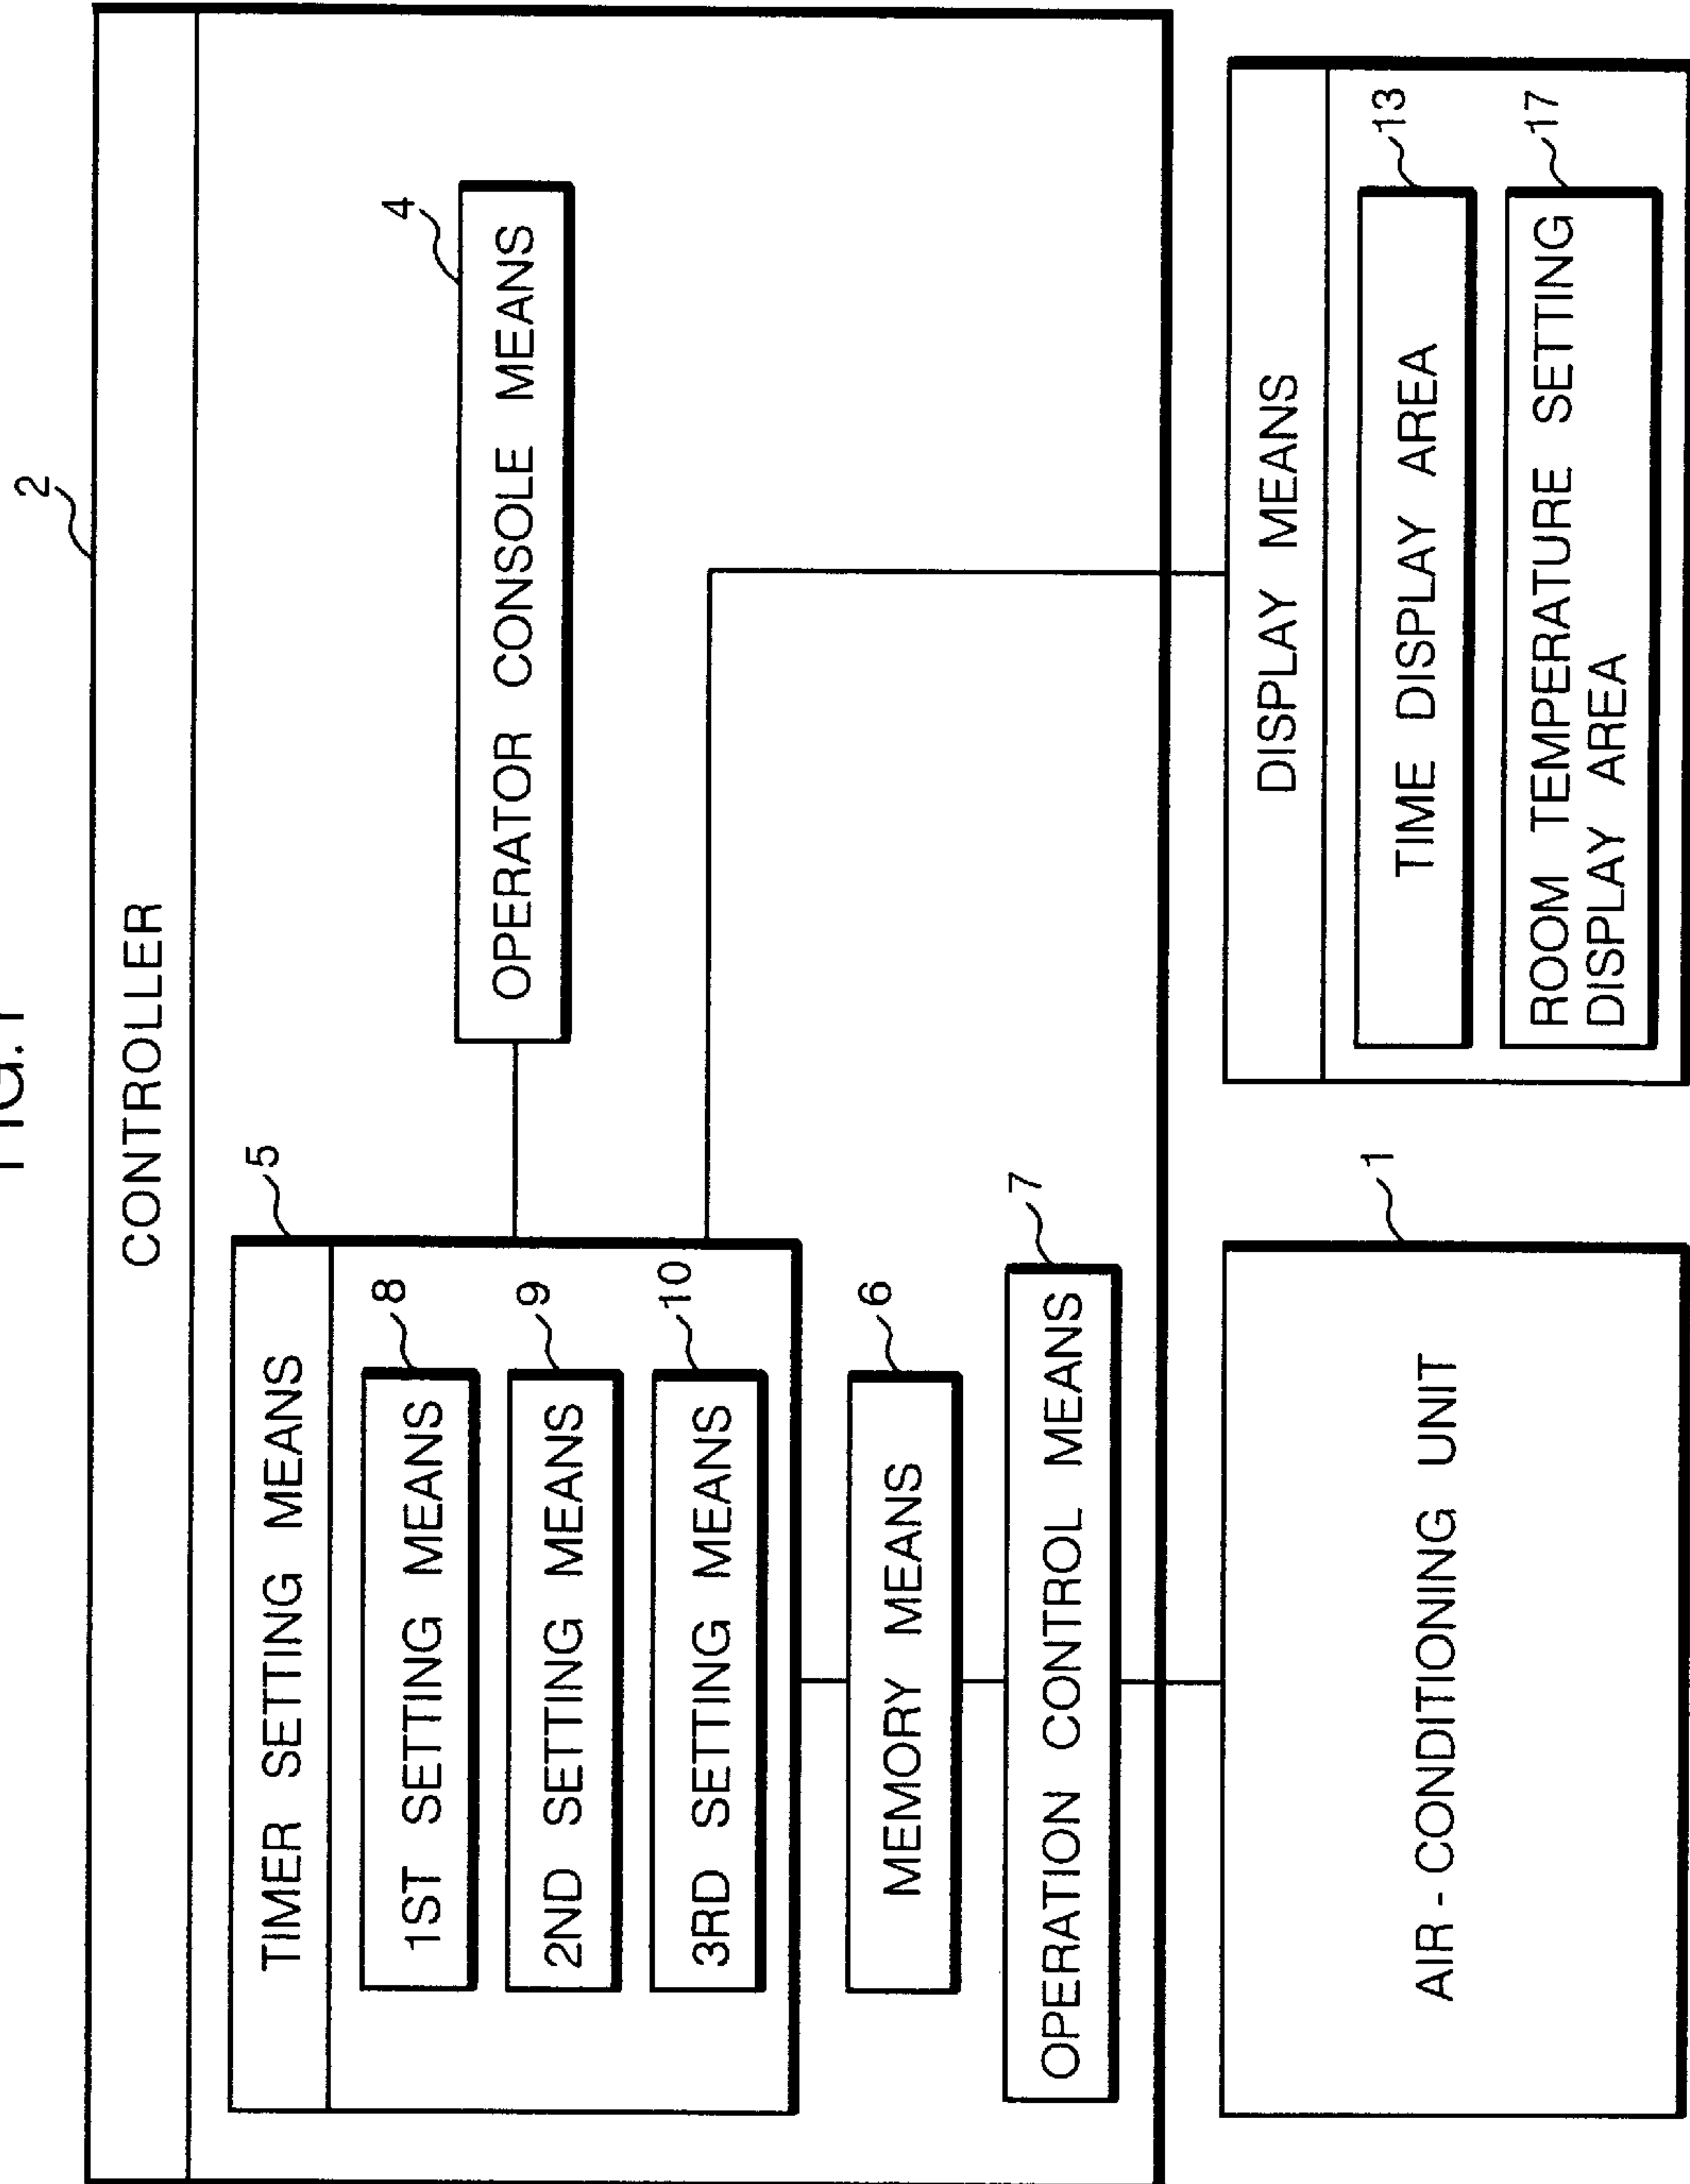 FIG.1
2
CONTROLLER
5
TIMER SETTING MEANS
8
1ST SETTING MEANS
9
2ND SETTING MEANS
10
3RD SETTING MEANS
4
OPERATOR CONSOLE MEANS
6
MEMORY MEANS
7
OPERATION CONTROL MEANS
1
AIR-CONDITIONING UNIT
DISPLAY MEANS
13
TIME DISPLAY AREA
17
ROOM TEMPERATURE SETTING
DISPLAY AREA